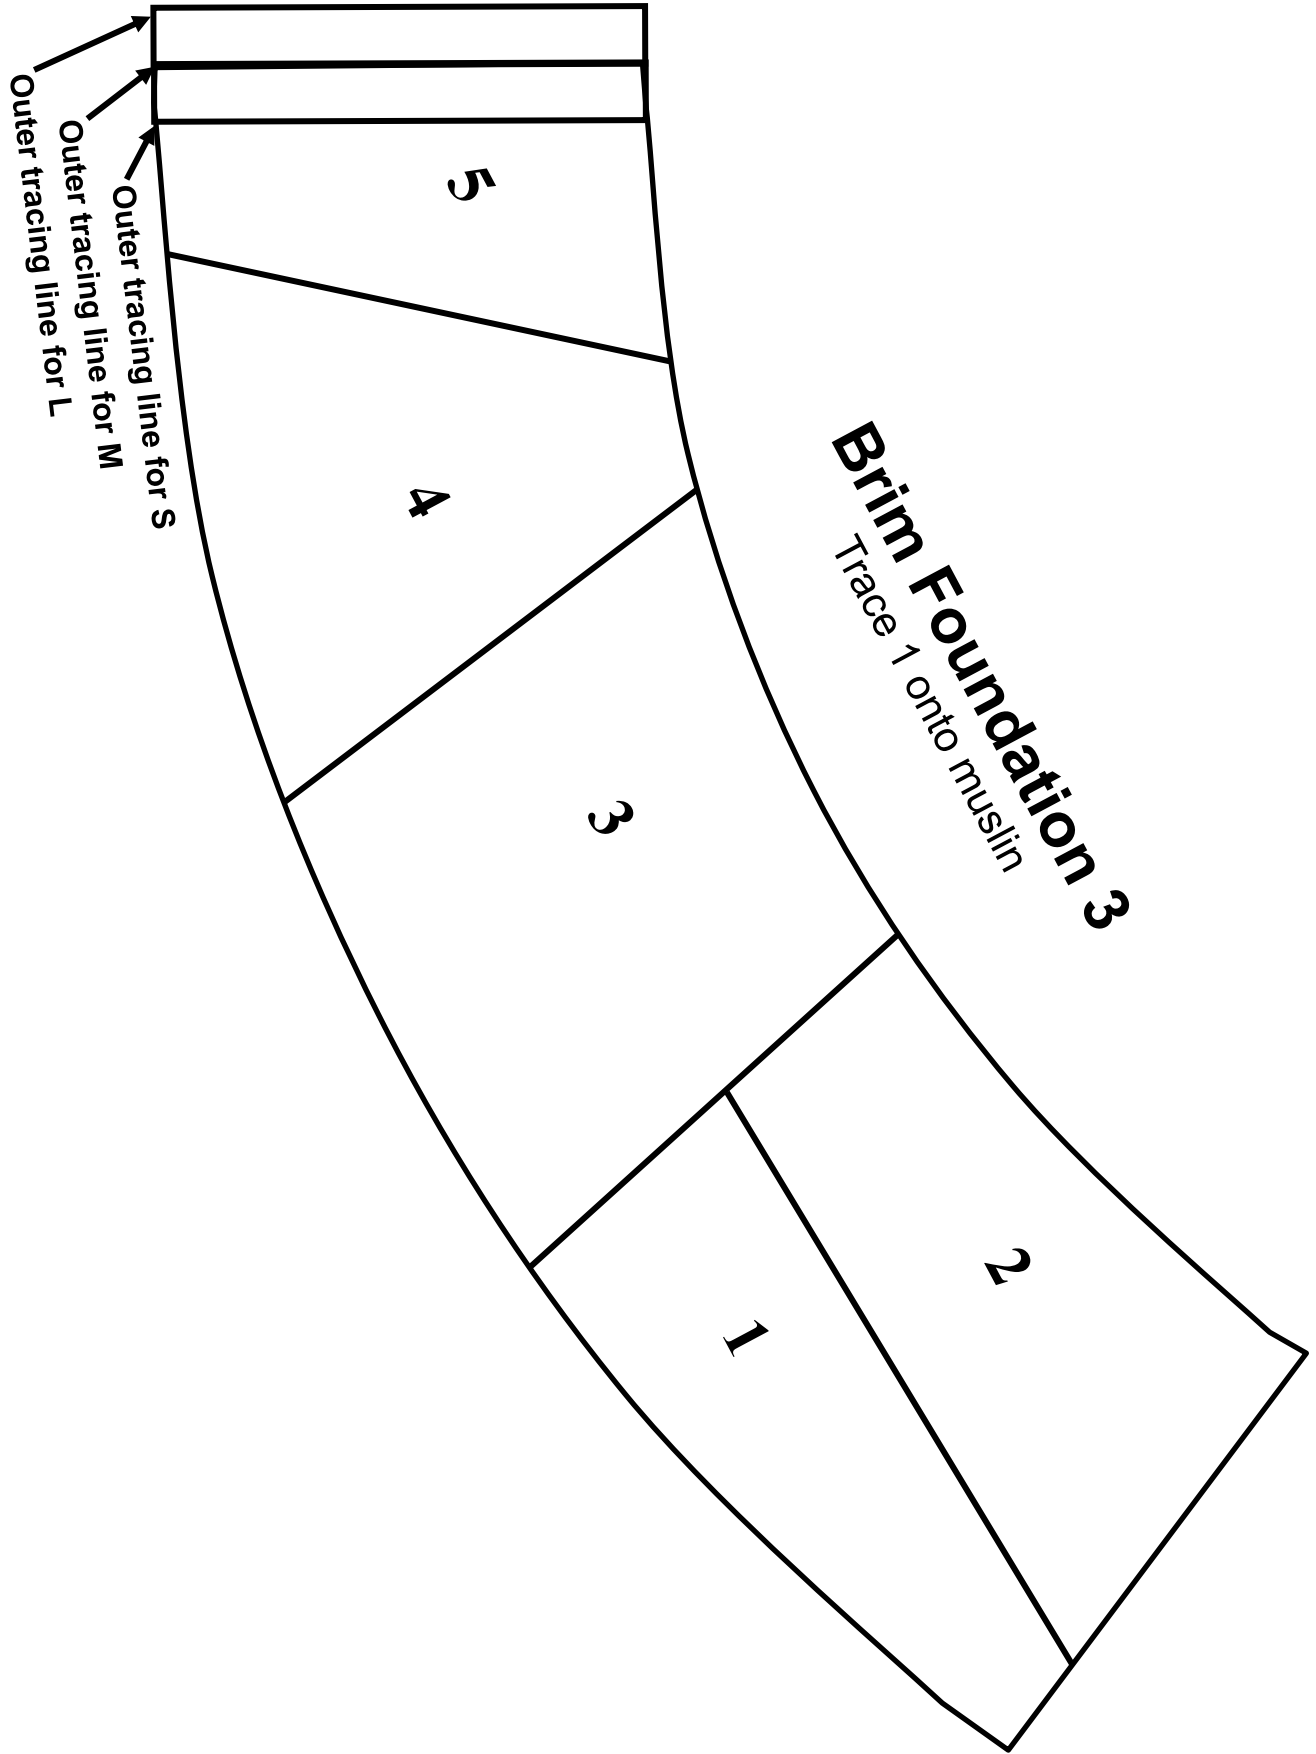 Brim Foundation 3
Trace 1 onto muslin
Outer tracing line for L
Outer tracing line for M
Outer tracing line for S
5
4
3
2
1